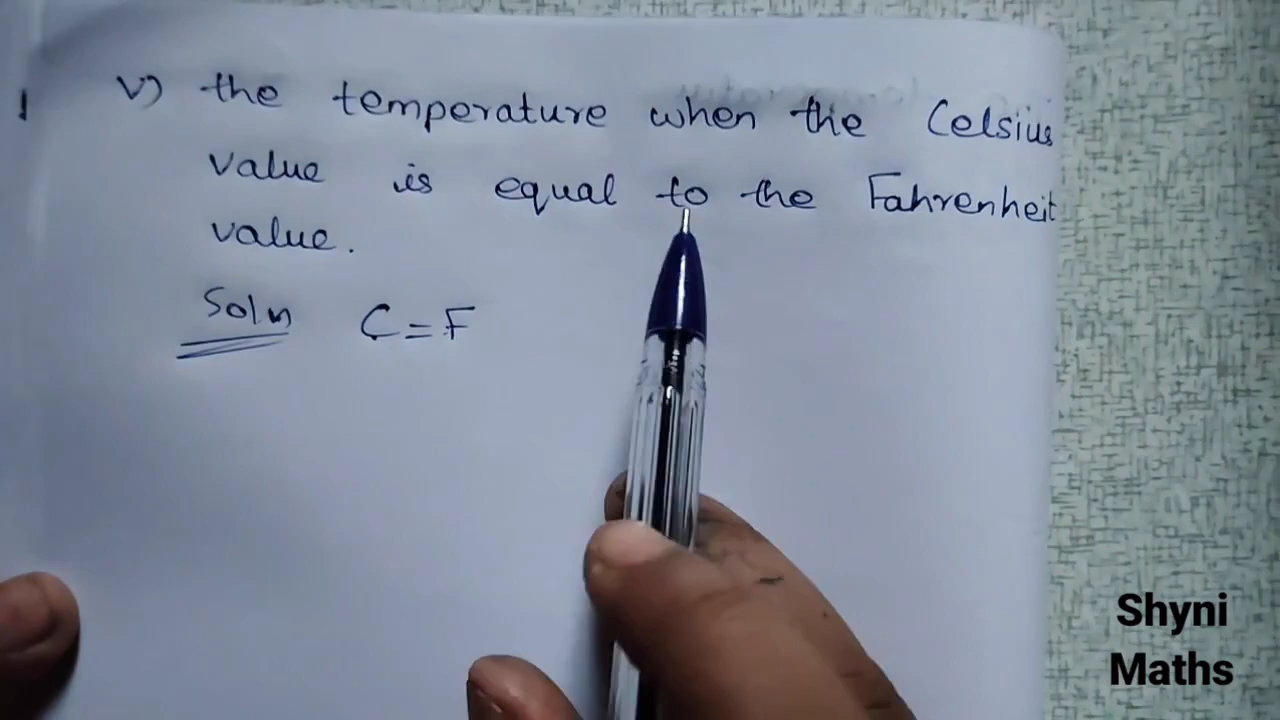 v) the temperature when the Celsius
value is equal to the Fahrenheit
value.
Soln C=F
Shyni
Maths